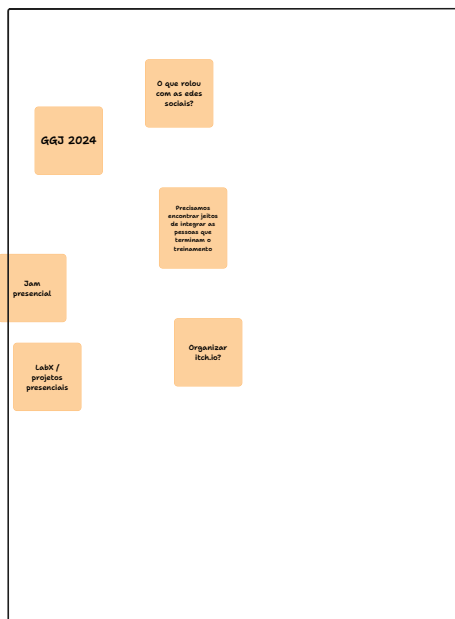 O que rolou
com as edes
sociais?
GGJ 2024
Precisamos
encontrar jeitos
de integrar as
pessoas que
terminam o
treinamento
Jam
presencial
Organizar
itch.io?
LabX /
projetos
presenciais